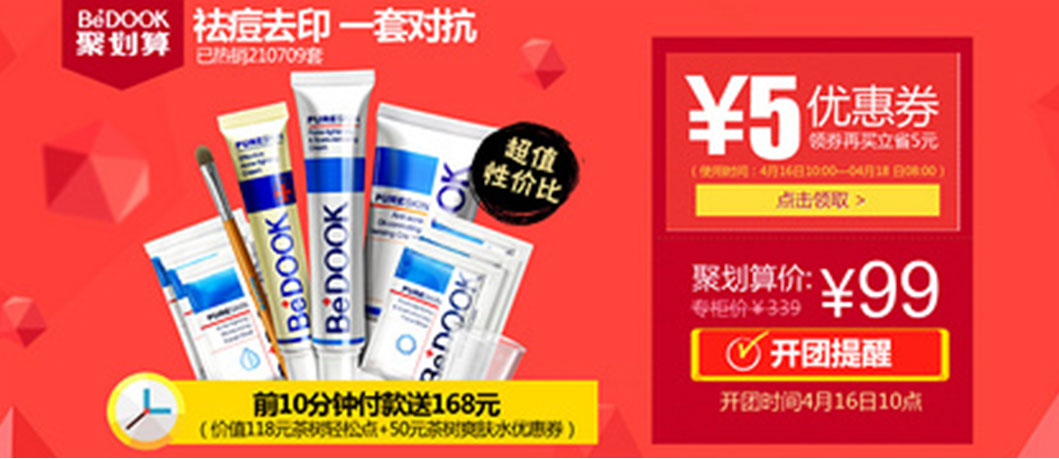 BeDOOK
聚划算
祛痘去印 一套对抗
已热销210709套
超值
性价比
PURESKIN
BeDOOK
PURESKIN
BeDOOK
PURESKIN
PURESKIN
PURESKIN
BeDOOK
前10分钟付款送168元
（价值118元茶树轻松点+50元茶树爽肤水优惠券）
¥5 优惠券
领券再买立省5元
（使用时间：4月16日10:00—04月18 日08:00）
点击领取 >
聚划算价: ¥99
专柜价¥339
开团提醒
开团时间4月16日10点